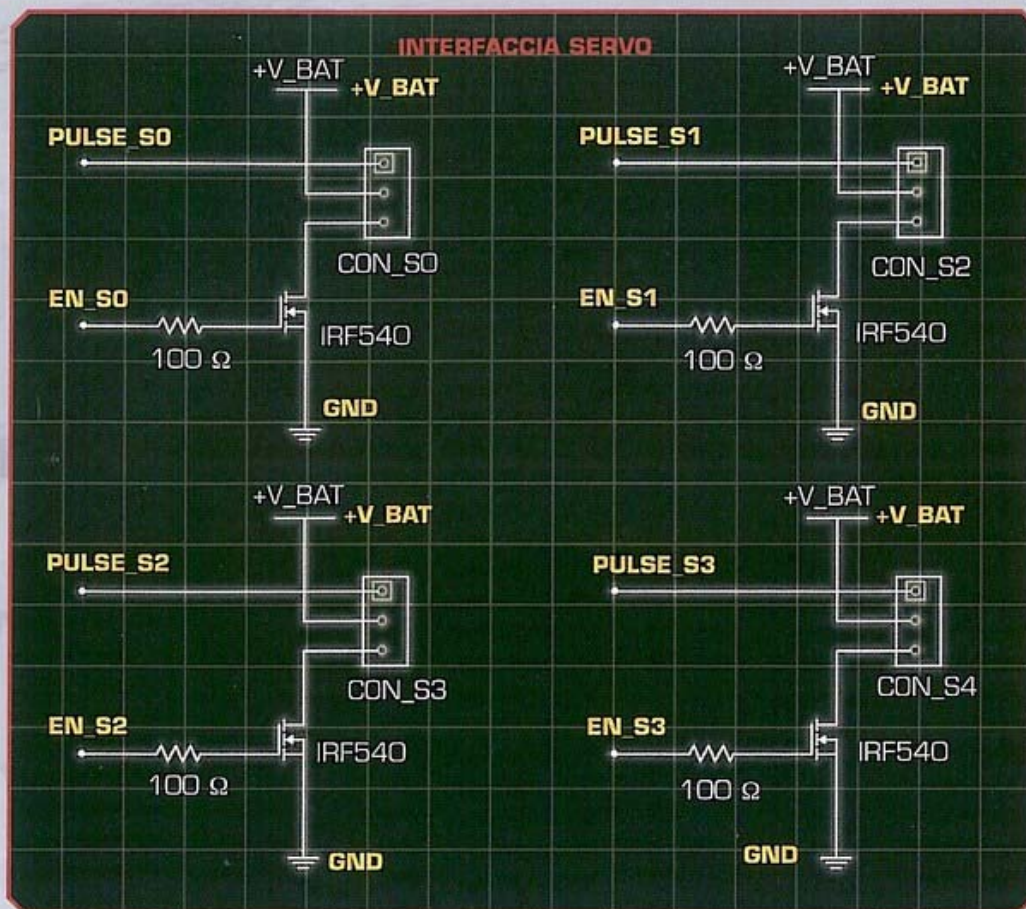 INTERFACCIA SERVO
+V_BAT
+V_BAT
PULSE_S0
CON_S0
EN_S0
100 Ω
IRF540
GND
+V_BAT
+V_BAT
PULSE_S1
CON_S2
EN_S1
100 Ω
IRF540
GND
+V_BAT
+V_BAT
PULSE_S2
CON_S3
EN_S2
100 Ω
IRF540
GND
+V_BAT
+V_BAT
PULSE_S3
CON_S4
EN_S3
100 Ω
IRF540
GND